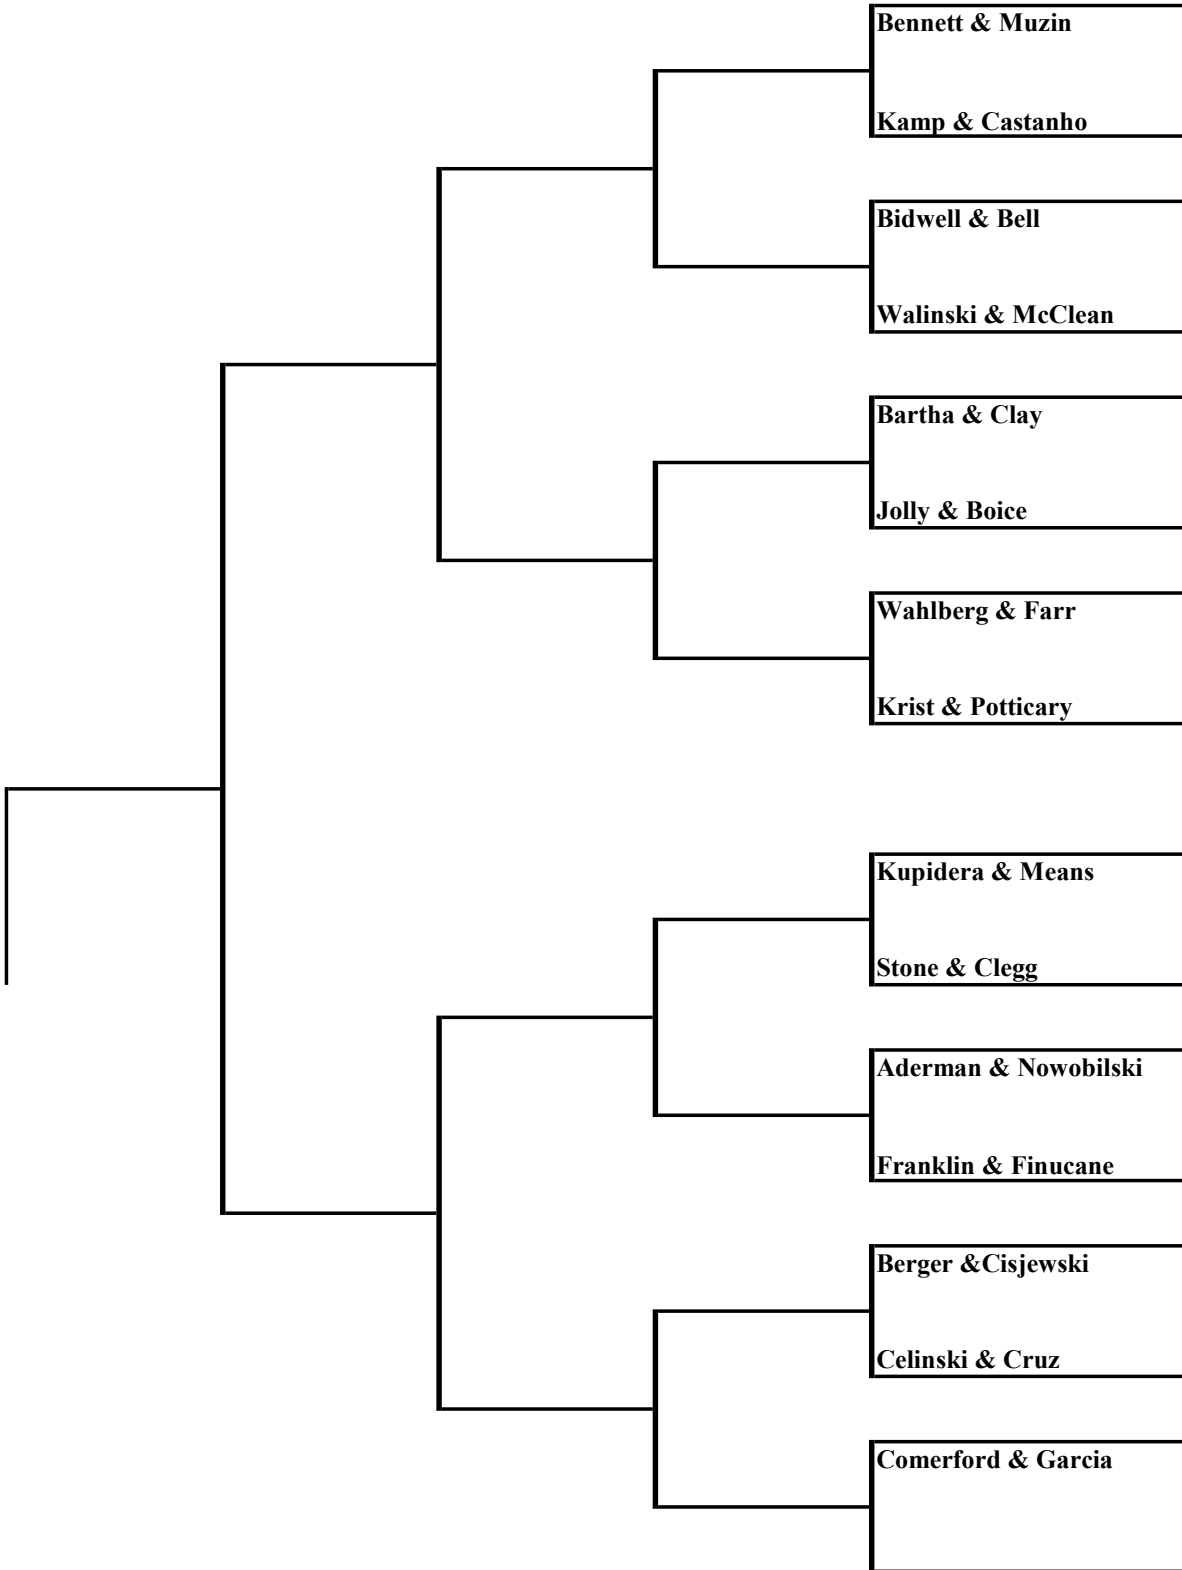 Bennett & Muzin
Kamp & Castanho
Bidwell & Bell
Walinski & McClean
Bartha & Clay
Jolly & Boice
Wahlberg & Farr
Krist & Potticary
Kupidera & Means
Stone & Clegg
Aderman & Nowobilski
Franklin & Finucane
Berger &Cisjewski
Celinski & Cruz
Comerford & Garcia